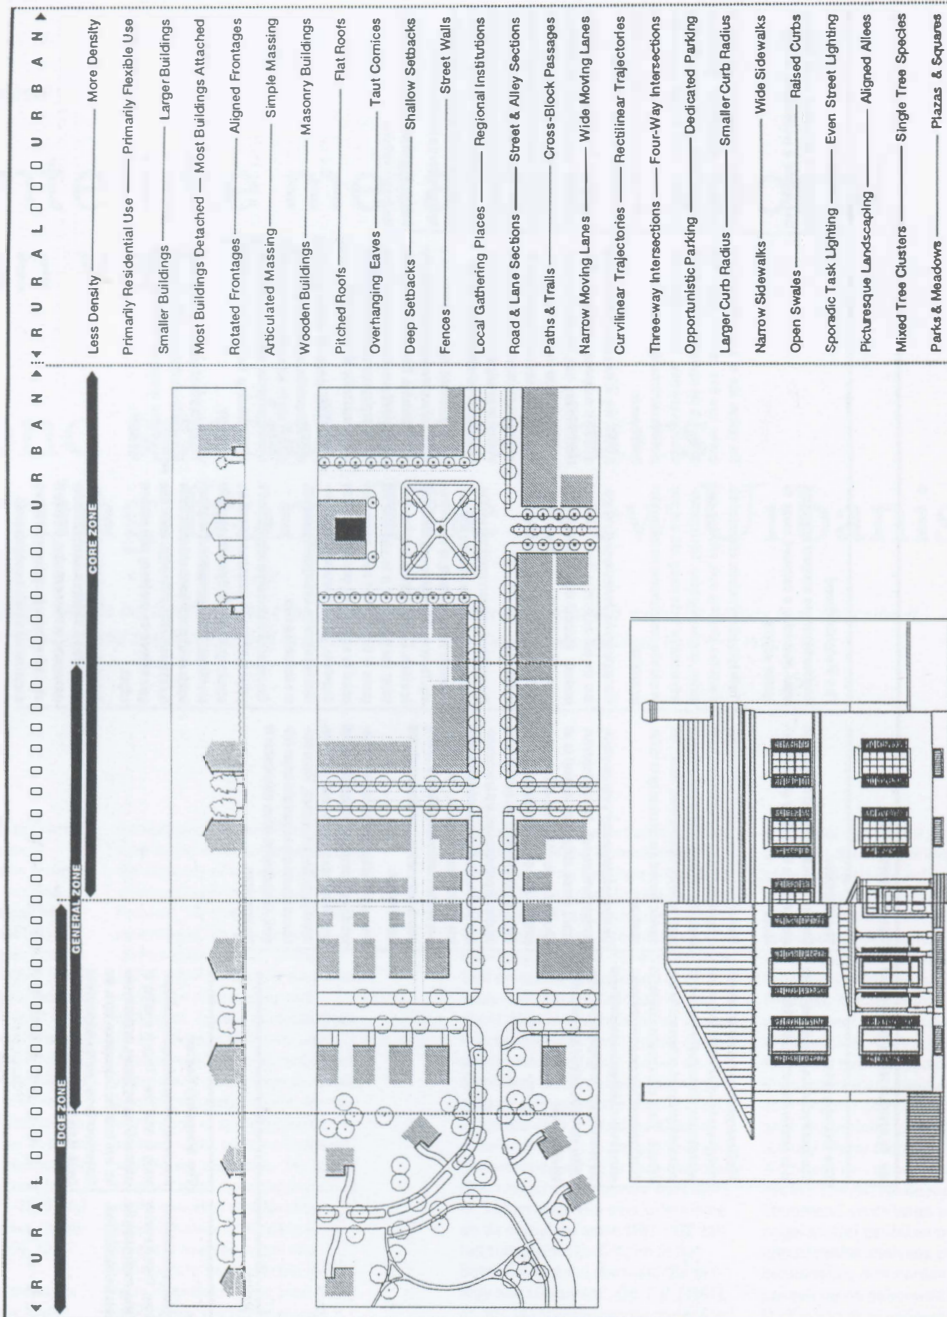 ◄ R U R A L □ □ □ □ □ □ □ □ □ □ □ □ □ □ □ □ □ □ □ □ □ □ □ □ □ □ □ □ □ U R B A N ►
EDGE ZONE
GENERAL ZONE
CORE ZONE
◄ R U R A L □ □ □ U R B A N ►
Less Density —— More Density
Primarily Residential Use —— Primarily Flexible Use
Smaller Buildings —— Larger Buildings
Most Buildings Detached —— Most Buildings Attached
Rotated Frontages —— Aligned Frontages
Articulated Massing —— Simple Massing
Wooden Buildings —— Masonry Buildings
Pitched Roofs —— Flat Roofs
Overhanging Eaves —— Taut Cornices
Deep Setbacks —— Shallow Setbacks
Fences —— Street Walls
Local Gathering Places —— Regional Institutions
Road & Lane Sections —— Street & Alley Sections
Paths & Trails —— Cross-Block Passages
Narrow Moving Lanes —— Wide Moving Lanes
Curvilinear Trajectories —— Rectilinear Trajectories
Three-way Intersections —— Four-Way Intersections
Opportunistic Parking —— Dedicated Parking
Larger Curb Radius —— Smaller Curb Radius
Narrow Sidewalks —— Wide Sidewalks
Open Swales —— Raised Curbs
Sporadic Task Lighting —— Even Street Lighting
Picturesque Landscaping —— Aligned Allees
Mixed Tree Clusters —— Single Tree Species
Parks & Meadows —— Plazas & Squares